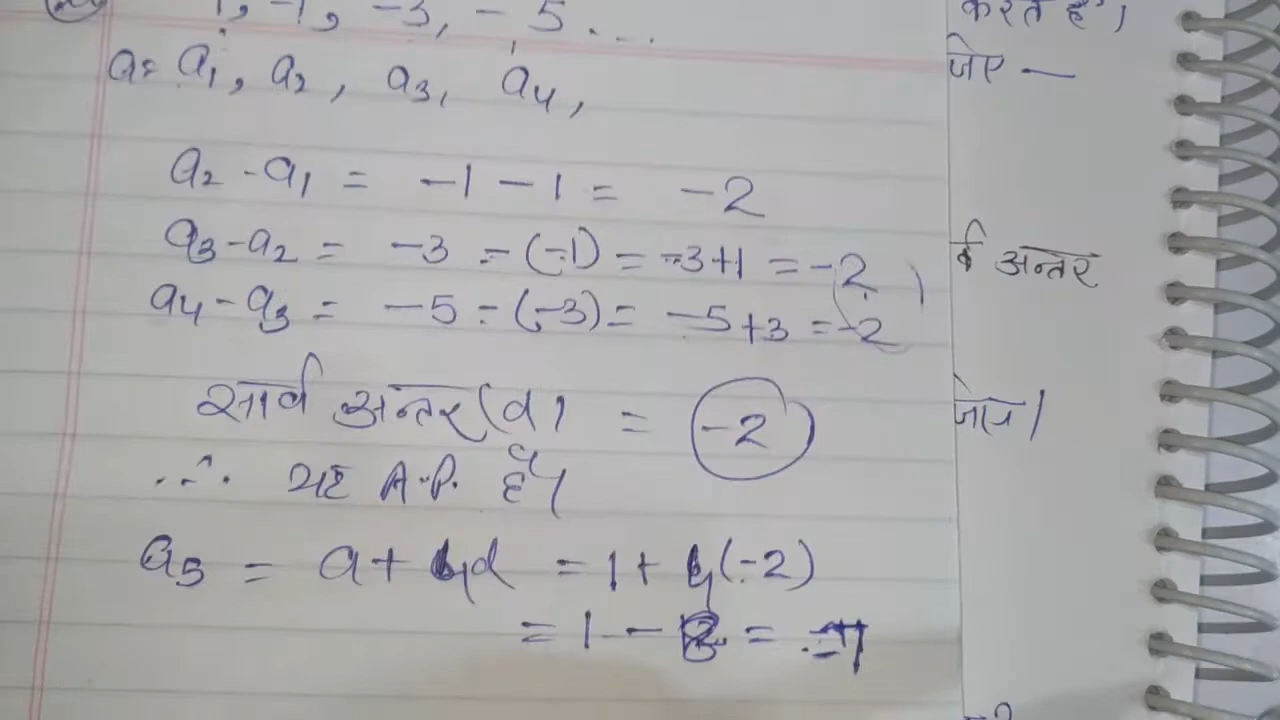 1, -1, -3, -5...
a = a₁, a₂, a₃, a₄,
a₂ - a₁ = -1 - 1 = -2
a₃ - a₂ = -3 - (-1) = -3+1 = -2
a₄ - a₃ = -5 - (-3) = -5+3 = -2
सार्व अन्तर (d) = -2
∴ यह A.P. है।
a₅ = a + 4d = 1 + 4(-2)
= 1 - 8 = -7
करते हैं।
जिए —
र्व अन्तर
जाय।